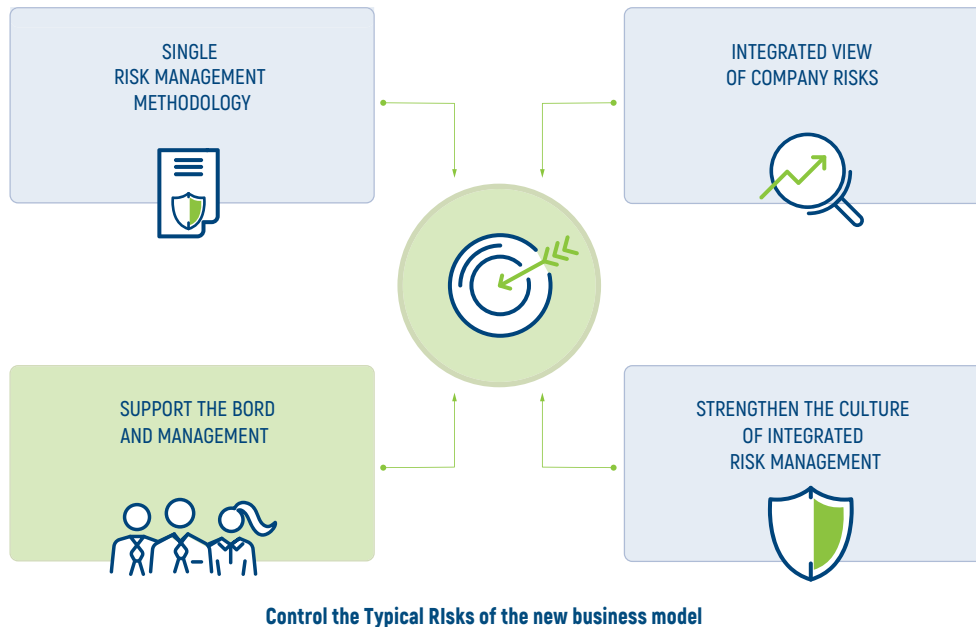 SINGLE
RISK MANAGEMENT
METHODOLOGY
INTEGRATED VIEW
OF COMPANY RISKS
SUPPORT THE BORD
AND MANAGEMENT
STRENGTHEN THE CULTURE
OF INTEGRATED
RISK MANAGEMENT
Control the Typical RIsks of the new business model